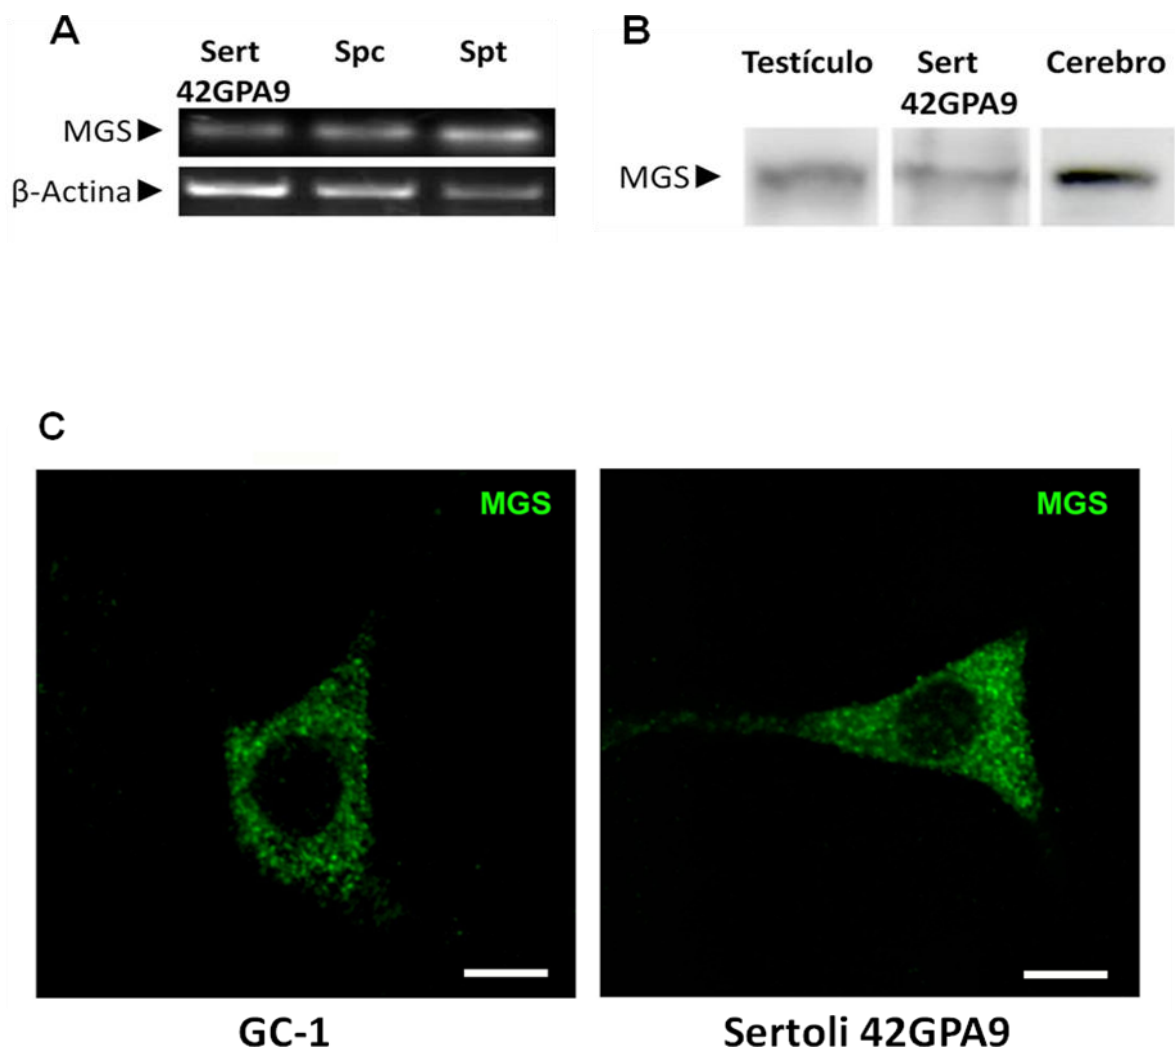 A
Sert Spc Spt
42GPA9
MGS
β-Actina
B
Testículo Sert Cerebro
42GPA9
MGS
C
MGS
MGS
GC-1
Sertoli 42GPA9